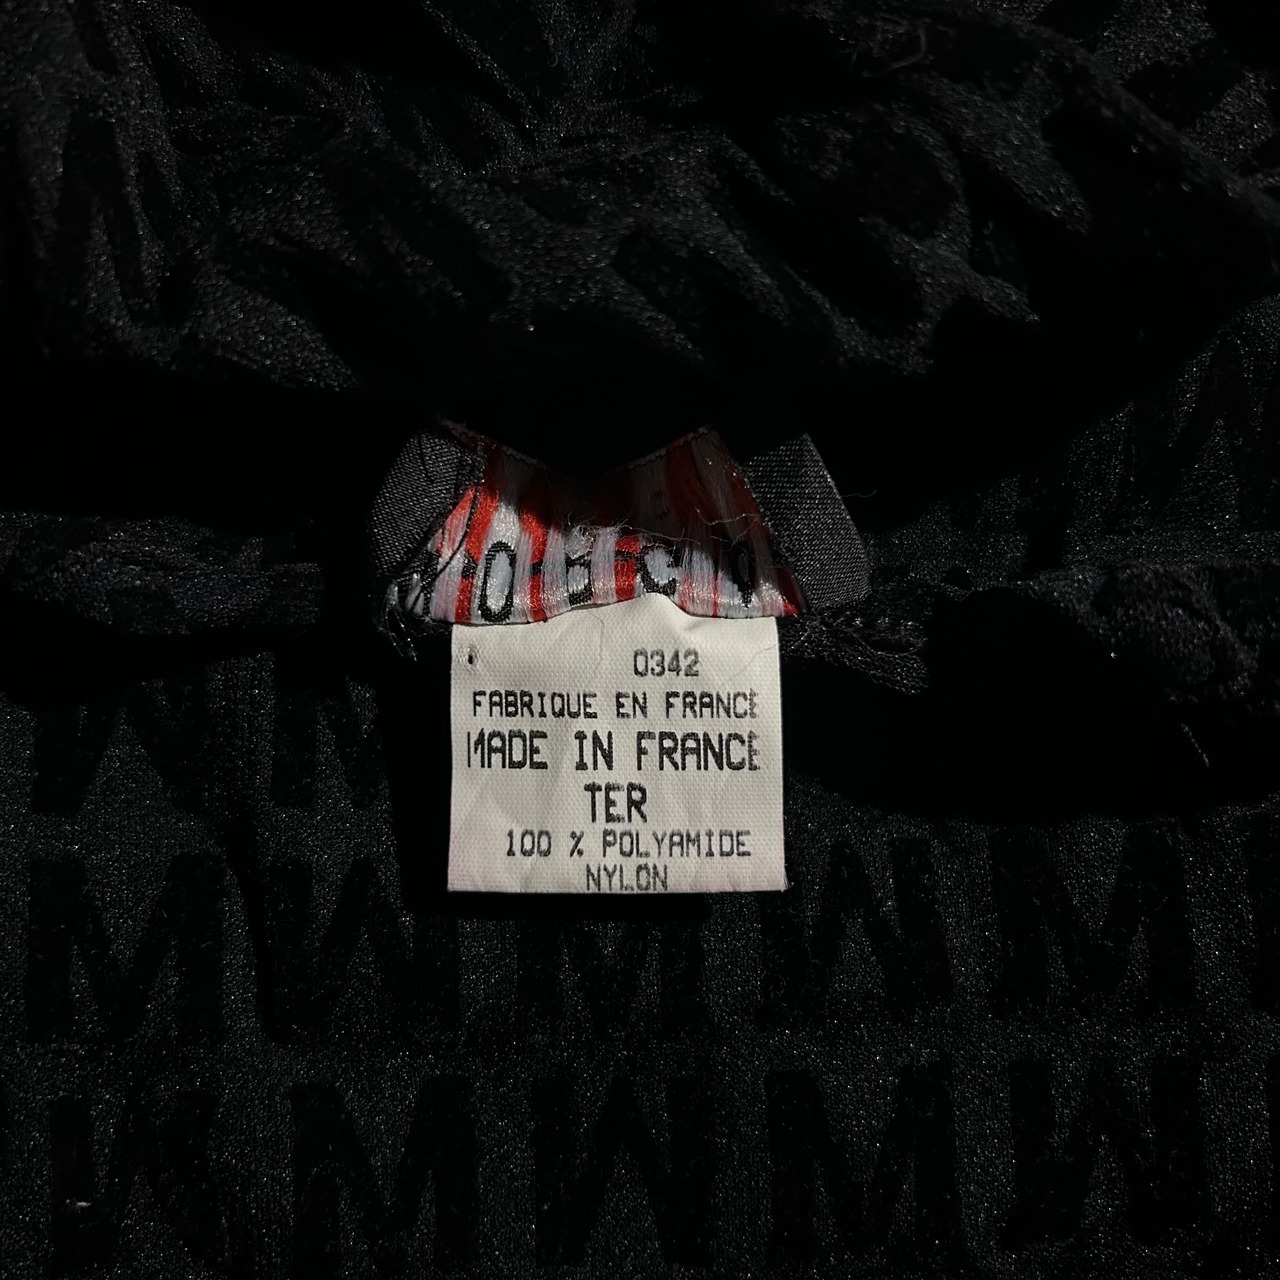 0342
FABRIQUE EN FRANCE
MADE IN FRANCE
TER
100 % POLYAMIDE
NYLON